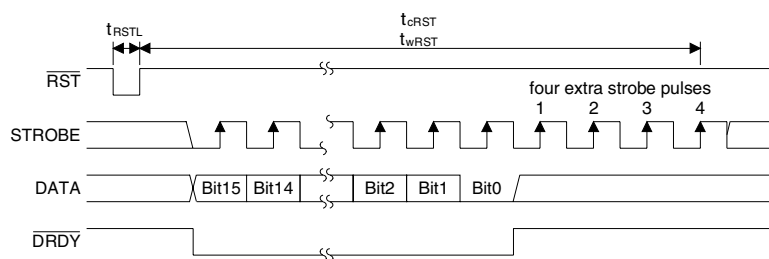 tRSTL
tcRST
twRST
RST
four extra strobe pulses
1 2 3 4
STROBE
DATA
Bit15 Bit14 Bit2 Bit1 Bit0
DRDY